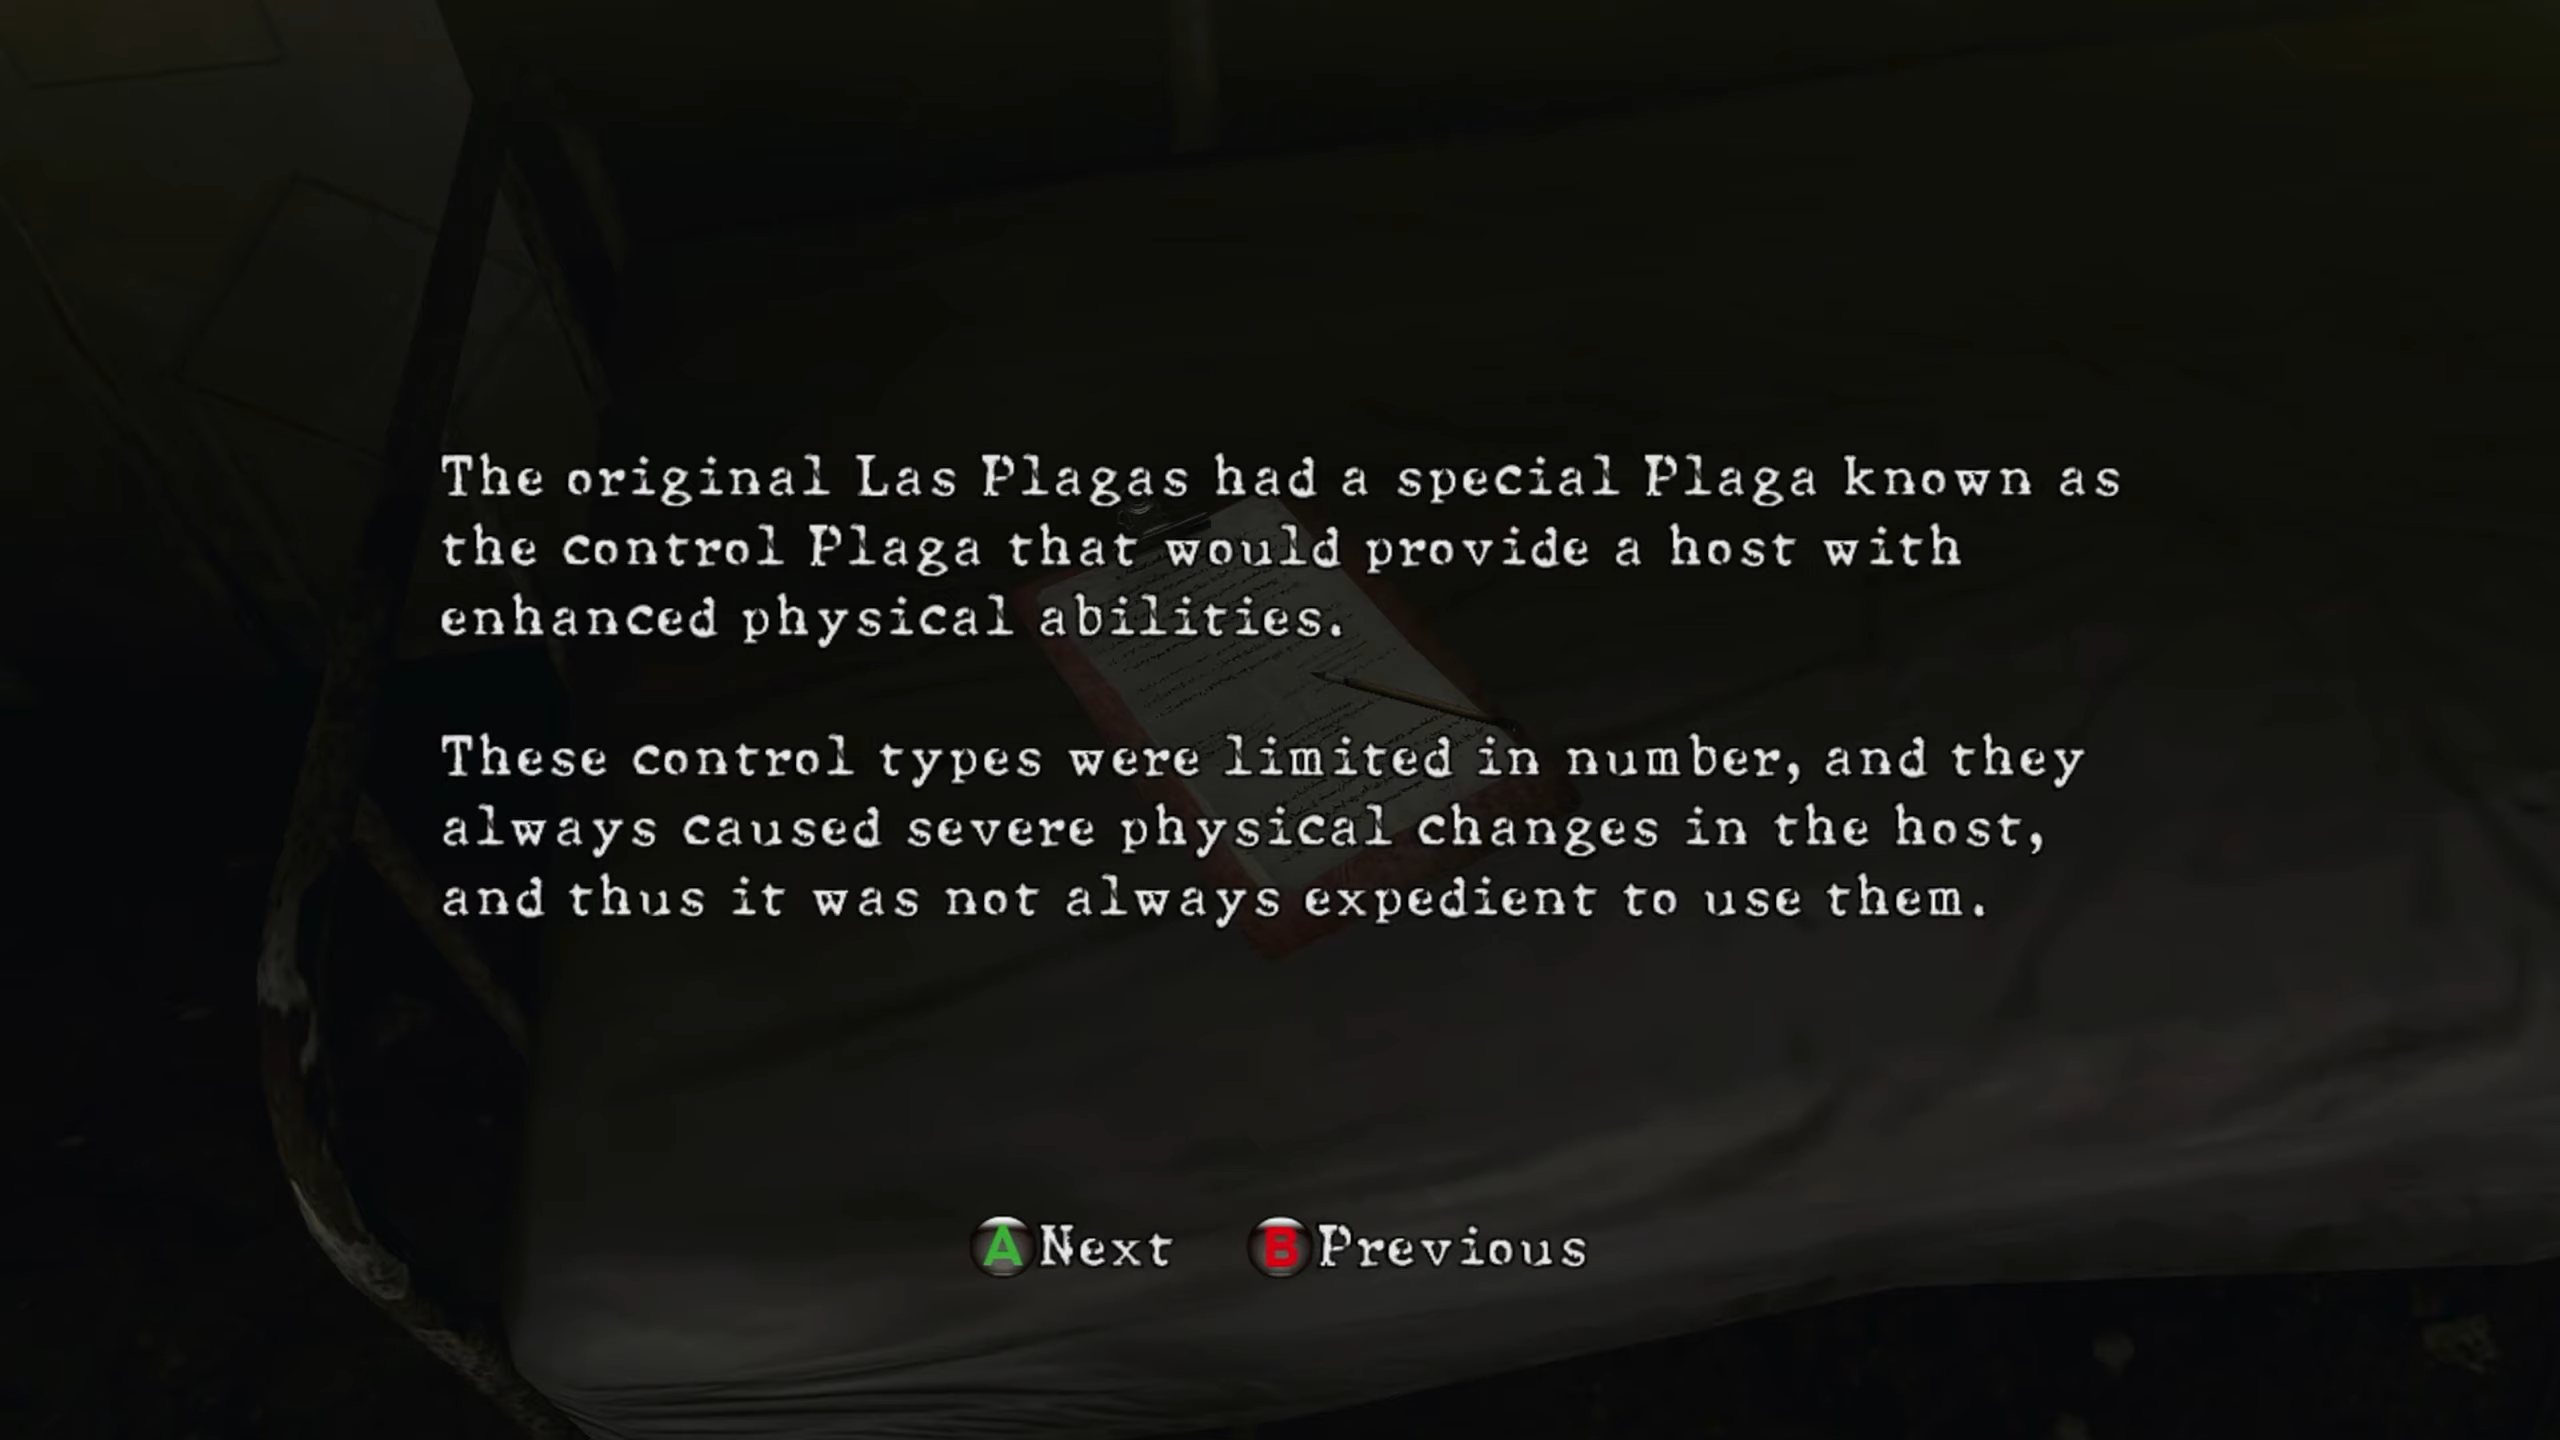 The original Las Plagas had a special Plaga known as
the control Plaga that would provide a host with
enhanced physical abilities.
These control types were limited in number, and they
always caused severe physical changes in the host,
and thus it was not always expedient to use them.
A Next B Previous